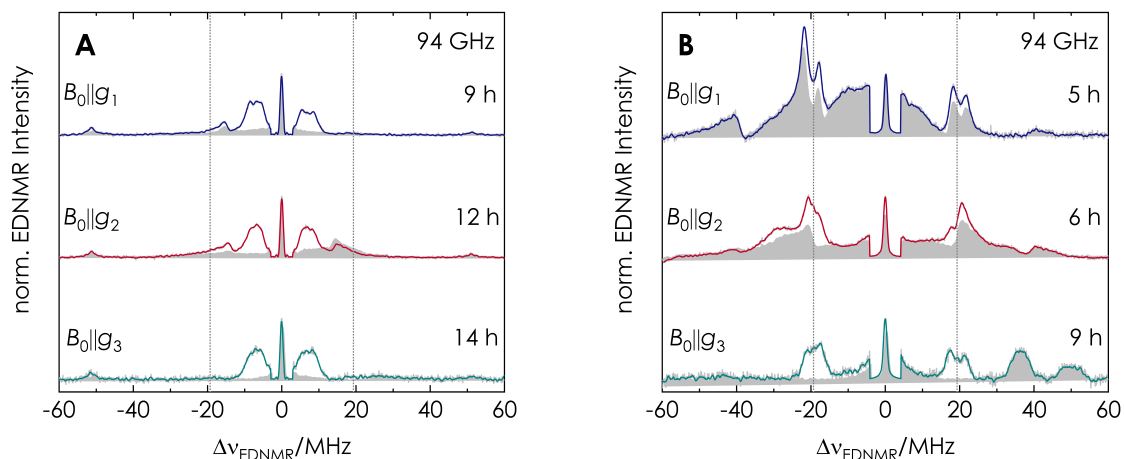 A
94 GHz
B₀||g₁
9 h
B₀||g₂
12 h
B₀||g₃
14 h
norm. EDNMR Intensity
-60 -40 -20 0 20 40 60
Δν_EDNMR/MHz
B
94 GHz
B₀||g₁
5 h
B₀||g₂
6 h
B₀||g₃
9 h
norm. EDNMR Intensity
-60 -40 -20 0 20 40 60
Δν_EDNMR/MHz